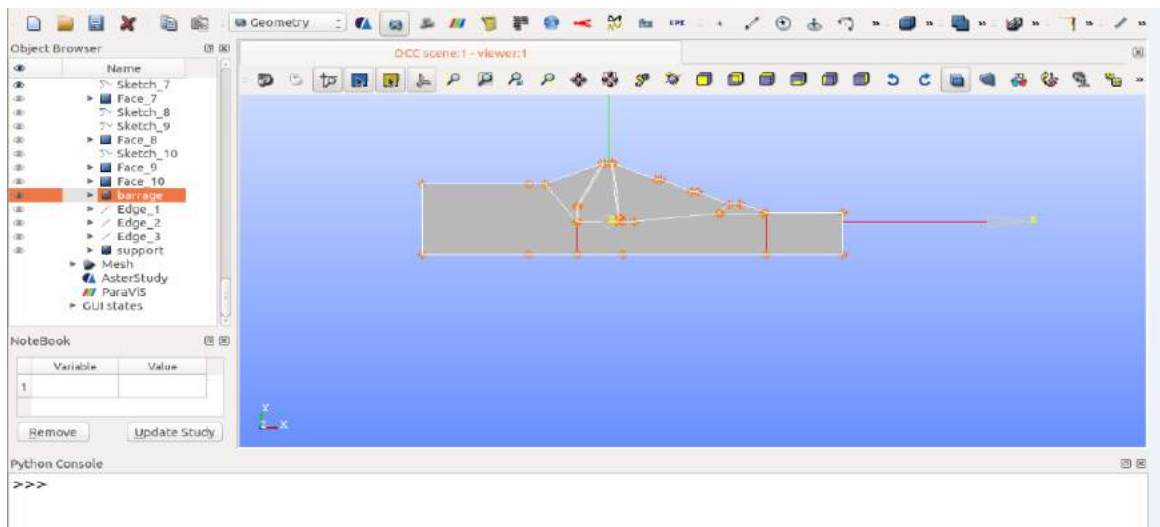 Geometry
EPE
Object Browser
OCC scene:1 - viewer:1
Name
Sketch_7
Face_7
Sketch_8
Sketch_9
Face_8
Sketch_10
Face_9
Face_10
barrage
Edge_1
Edge_2
Edge_3
support
Mesh
AsterStudy
ParaViS
GUI states
NoteBook
Variable Value
1
Remove Update Study
X
Python Console
>>>